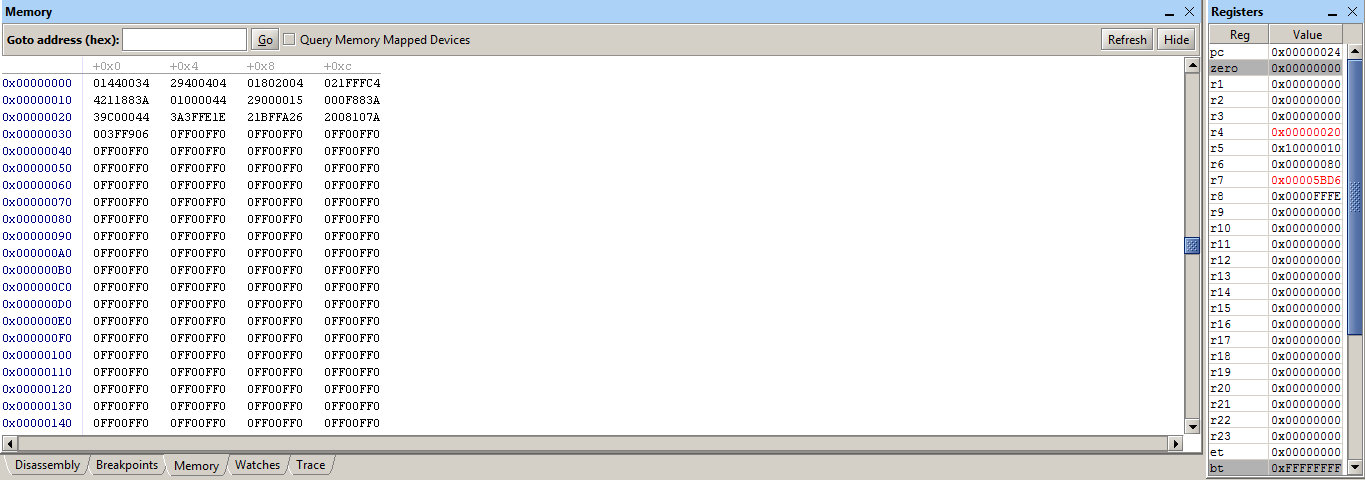 Memory
Goto address (hex): Go Query Memory Mapped Devices Refresh Hide
+0x0 +0x4 +0x8 +0xc
0x00000000 01440034 29400404 01802004 021FFFC4
0x00000010 4211883A 01000044 29000015 000F883A
0x00000020 39C00044 3A3FFE1E 21BFFA26 2008107A
0x00000030 003FF906 0FF00FF0 0FF00FF0 0FF00FF0
0x00000040 0FF00FF0 0FF00FF0 0FF00FF0 0FF00FF0
0x00000050 0FF00FF0 0FF00FF0 0FF00FF0 0FF00FF0
0x00000060 0FF00FF0 0FF00FF0 0FF00FF0 0FF00FF0
0x00000070 0FF00FF0 0FF00FF0 0FF00FF0 0FF00FF0
0x00000080 0FF00FF0 0FF00FF0 0FF00FF0 0FF00FF0
0x00000090 0FF00FF0 0FF00FF0 0FF00FF0 0FF00FF0
0x000000A0 0FF00FF0 0FF00FF0 0FF00FF0 0FF00FF0
0x000000B0 0FF00FF0 0FF00FF0 0FF00FF0 0FF00FF0
0x000000C0 0FF00FF0 0FF00FF0 0FF00FF0 0FF00FF0
0x000000D0 0FF00FF0 0FF00FF0 0FF00FF0 0FF00FF0
0x000000E0 0FF00FF0 0FF00FF0 0FF00FF0 0FF00FF0
0x000000F0 0FF00FF0 0FF00FF0 0FF00FF0 0FF00FF0
0x00000100 0FF00FF0 0FF00FF0 0FF00FF0 0FF00FF0
0x00000110 0FF00FF0 0FF00FF0 0FF00FF0 0FF00FF0
0x00000120 0FF00FF0 0FF00FF0 0FF00FF0 0FF00FF0
0x00000130 0FF00FF0 0FF00FF0 0FF00FF0 0FF00FF0
0x00000140 0FF00FF0 0FF00FF0 0FF00FF0 0FF00FF0
Disassembly Breakpoints Memory Watches Trace
Registers
Reg Value
pc 0x00000024
zero 0x00000000
r1 0x00000000
r2 0x00000000
r3 0x00000000
r4 0x00000020
r5 0x10000010
r6 0x00000080
r7 0x00005BD6
r8 0x0000FFFE
r9 0x00000000
r10 0x00000000
r11 0x00000000
r12 0x00000000
r13 0x00000000
r14 0x00000000
r15 0x00000000
r16 0x00000000
r17 0x00000000
r18 0x00000000
r19 0x00000000
r20 0x00000000
r21 0x00000000
r22 0x00000000
r23 0x00000000
et 0x00000000
bt 0xFFFFFFFF